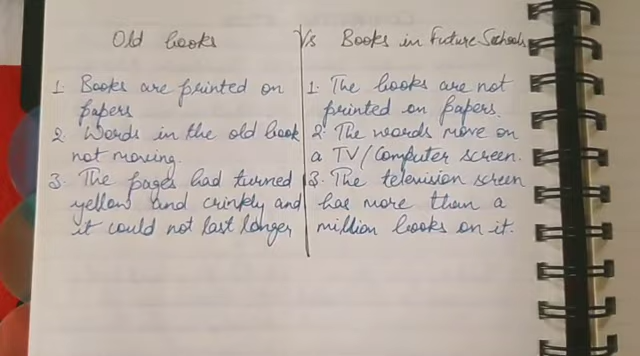 Old books Vs Books in Future Schools
1. Books are printed on
papers
2. Words in the old book
not moving.
3. The pages had turned
yellow and crinkly and
it could not last longer
1. The books are not
printed on papers.
2. The words move on
a TV/Computer screen.
3. The television screen
has more than a
million books on it.